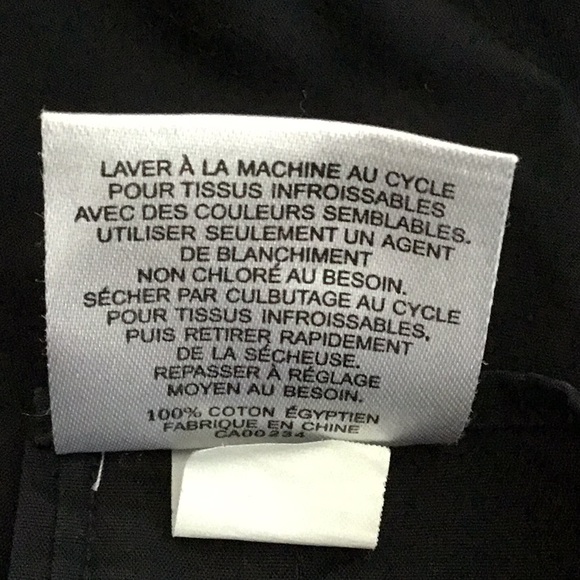 LAVER À LA MACHINE AU CYCLE
POUR TISSUS INFROISSABLES
AVEC DES COULEURS SEMBLABLES.
UTILISER SEULEMENT UN AGENT
DE BLANCHIMENT
NON CHLORÉ AU BESOIN.
SÉCHER PAR CULBUTAGE AU CYCLE
POUR TISSUS INFROISSABLES,
PUIS RETIRER RAPIDEMENT
DE LA SÉCHEUSE.
REPASSER À RÉGLAGE
MOYEN AU BESOIN.
100% COTON ÉGYPTIEN
FABRIQUE EN CHINE
CA00234